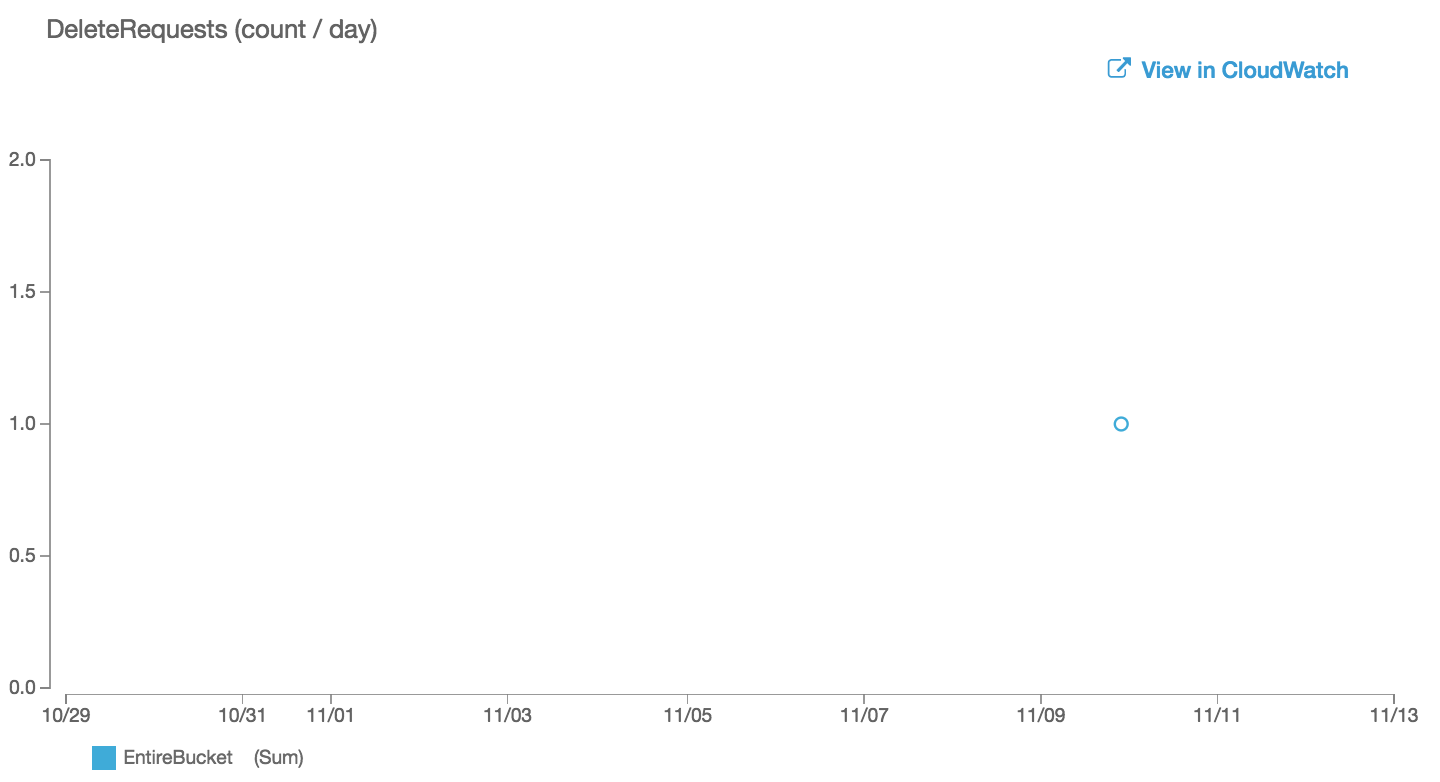 DeleteRequests (count / day)
View in CloudWatch
2.0
1.5
1.0
0.5
0.0
10/29 10/31 11/01 11/03 11/05 11/07 11/09 11/11 11/13
EntireBucket (Sum)